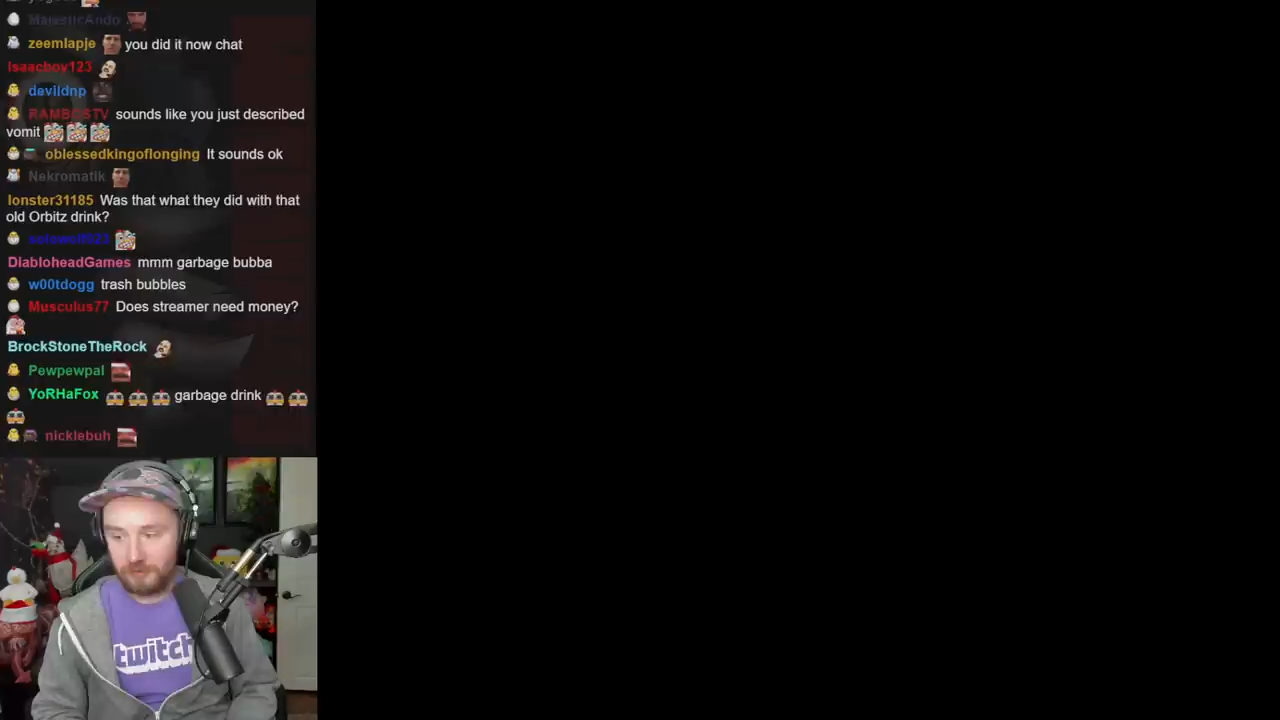 MajesticAndo
zeemlapje you did it now chat
Isaacboy123
devildnp
RAMBOSTV sounds like you just described
vomit
oblessedkingoflonging It sounds ok
Nekromatik
lonster31185 Was that what they did with that
old Orbitz drink?
DiabloheadGames mmm garbage bubba
w00tdogg trash bubbles
Musculus77 Does streamer need money?
BrockStoneTheRock
Pewpewpal
YoRHaFox garbage drink
nicklebuh
twitch